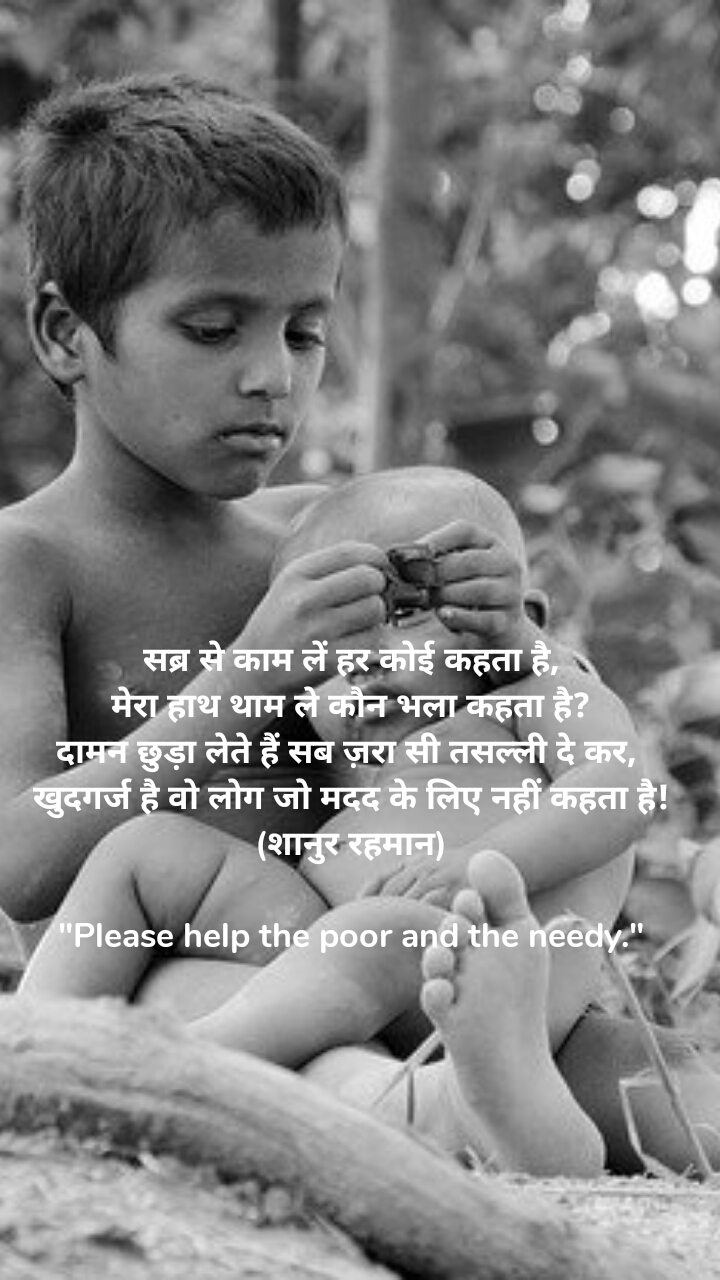 सब्र से काम लें हर कोई कहता है,
मेरा हाथ थाम ले कौन भला कहता है?
दामन छुड़ा लेते हैं सब ज़रा सी तसल्ली दे कर,
खुदगर्ज है वो लोग जो मदद के लिए नहीं कहता है!
(शानुर रहमान)
"Please help the poor and the needy."